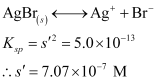 AgBr(s) ⟷ Ag⁺ + Br⁻
Kₛₚ = s′² = 5.0×10⁻¹³
∴ s′ = 7.07×10⁻⁷ M